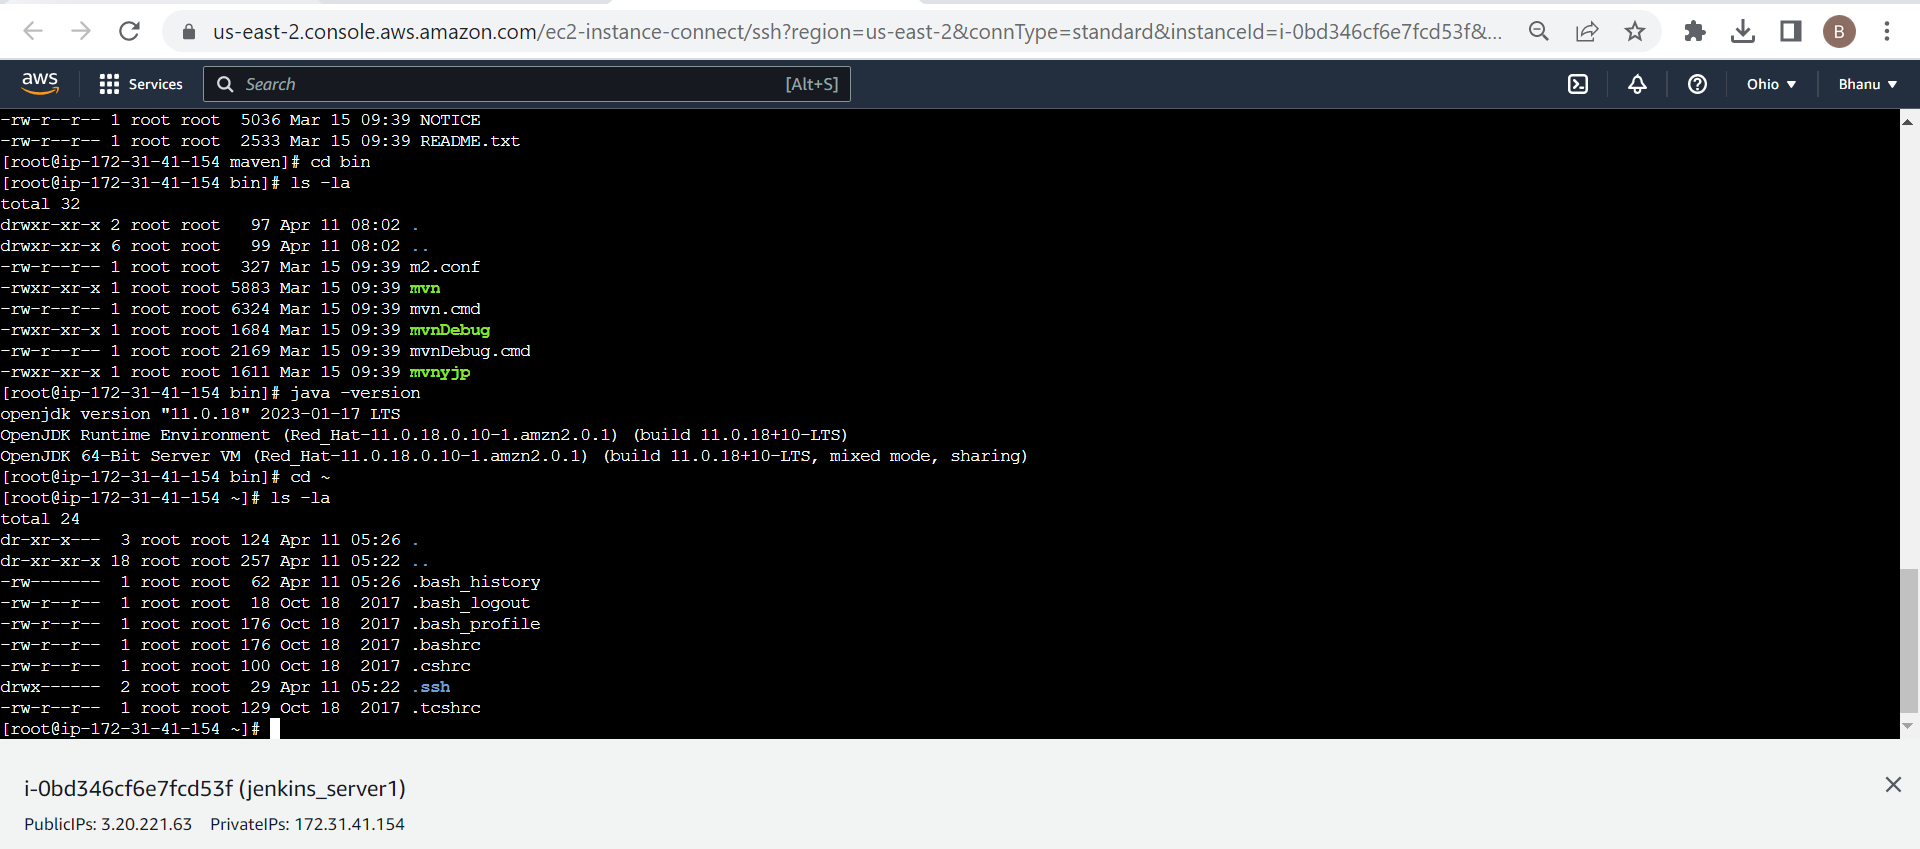 us-east-2.console.aws.amazon.com/ec2-instance-connect/ssh?region=us-east-2&connType=standard&instanceId=i-0bd346cf6e7fcd53f&... B
aws Services Search [Alt+S] Ohio ▼ Bhanu ▼
-rw-r--r-- 1 root root  5036 Mar 15 09:39 NOTICE
-rw-r--r-- 1 root root  2533 Mar 15 09:39 README.txt
[root@ip-172-31-41-154 maven]# cd bin
[root@ip-172-31-41-154 bin]# ls -la
total 32
drwxr-xr-x 2 root root   97 Apr 11 08:02 .
drwxr-xr-x 6 root root   99 Apr 11 08:02 ..
-rw-r--r-- 1 root root  327 Mar 15 09:39 m2.conf
-rwxr-xr-x 1 root root 5883 Mar 15 09:39 mvn
-rw-r--r-- 1 root root 6324 Mar 15 09:39 mvn.cmd
-rwxr-xr-x 1 root root 1684 Mar 15 09:39 mvnDebug
-rw-r--r-- 1 root root 2169 Mar 15 09:39 mvnDebug.cmd
-rwxr-xr-x 1 root root 1611 Mar 15 09:39 mvnyjp
[root@ip-172-31-41-154 bin]# java -version
openjdk version "11.0.18" 2023-01-17 LTS
OpenJDK Runtime Environment (Red_Hat-11.0.18.0.10-1.amzn2.0.1) (build 11.0.18+10-LTS)
OpenJDK 64-Bit Server VM (Red_Hat-11.0.18.0.10-1.amzn2.0.1) (build 11.0.18+10-LTS, mixed mode, sharing)
[root@ip-172-31-41-154 bin]# cd ~
[root@ip-172-31-41-154 ~]# ls -la
total 24
dr-xr-x---  3 root root 124 Apr 11 05:26 .
dr-xr-xr-x 18 root root 257 Apr 11 05:22 ..
-rw-------  1 root root  62 Apr 11 05:26 .bash_history
-rw-r--r--  1 root root  18 Oct 18  2017 .bash_logout
-rw-r--r--  1 root root 176 Oct 18  2017 .bash_profile
-rw-r--r--  1 root root 176 Oct 18  2017 .bashrc
-rw-r--r--  1 root root 100 Oct 18  2017 .cshrc
drwx------  2 root root  29 Apr 11 05:22 .ssh
-rw-r--r--  1 root root 129 Oct 18  2017 .tcshrc
[root@ip-172-31-41-154 ~]#
i-0bd346cf6e7fcd53f (jenkins_server1)
PublicIPs: 3.20.221.63 PrivateIPs: 172.31.41.154